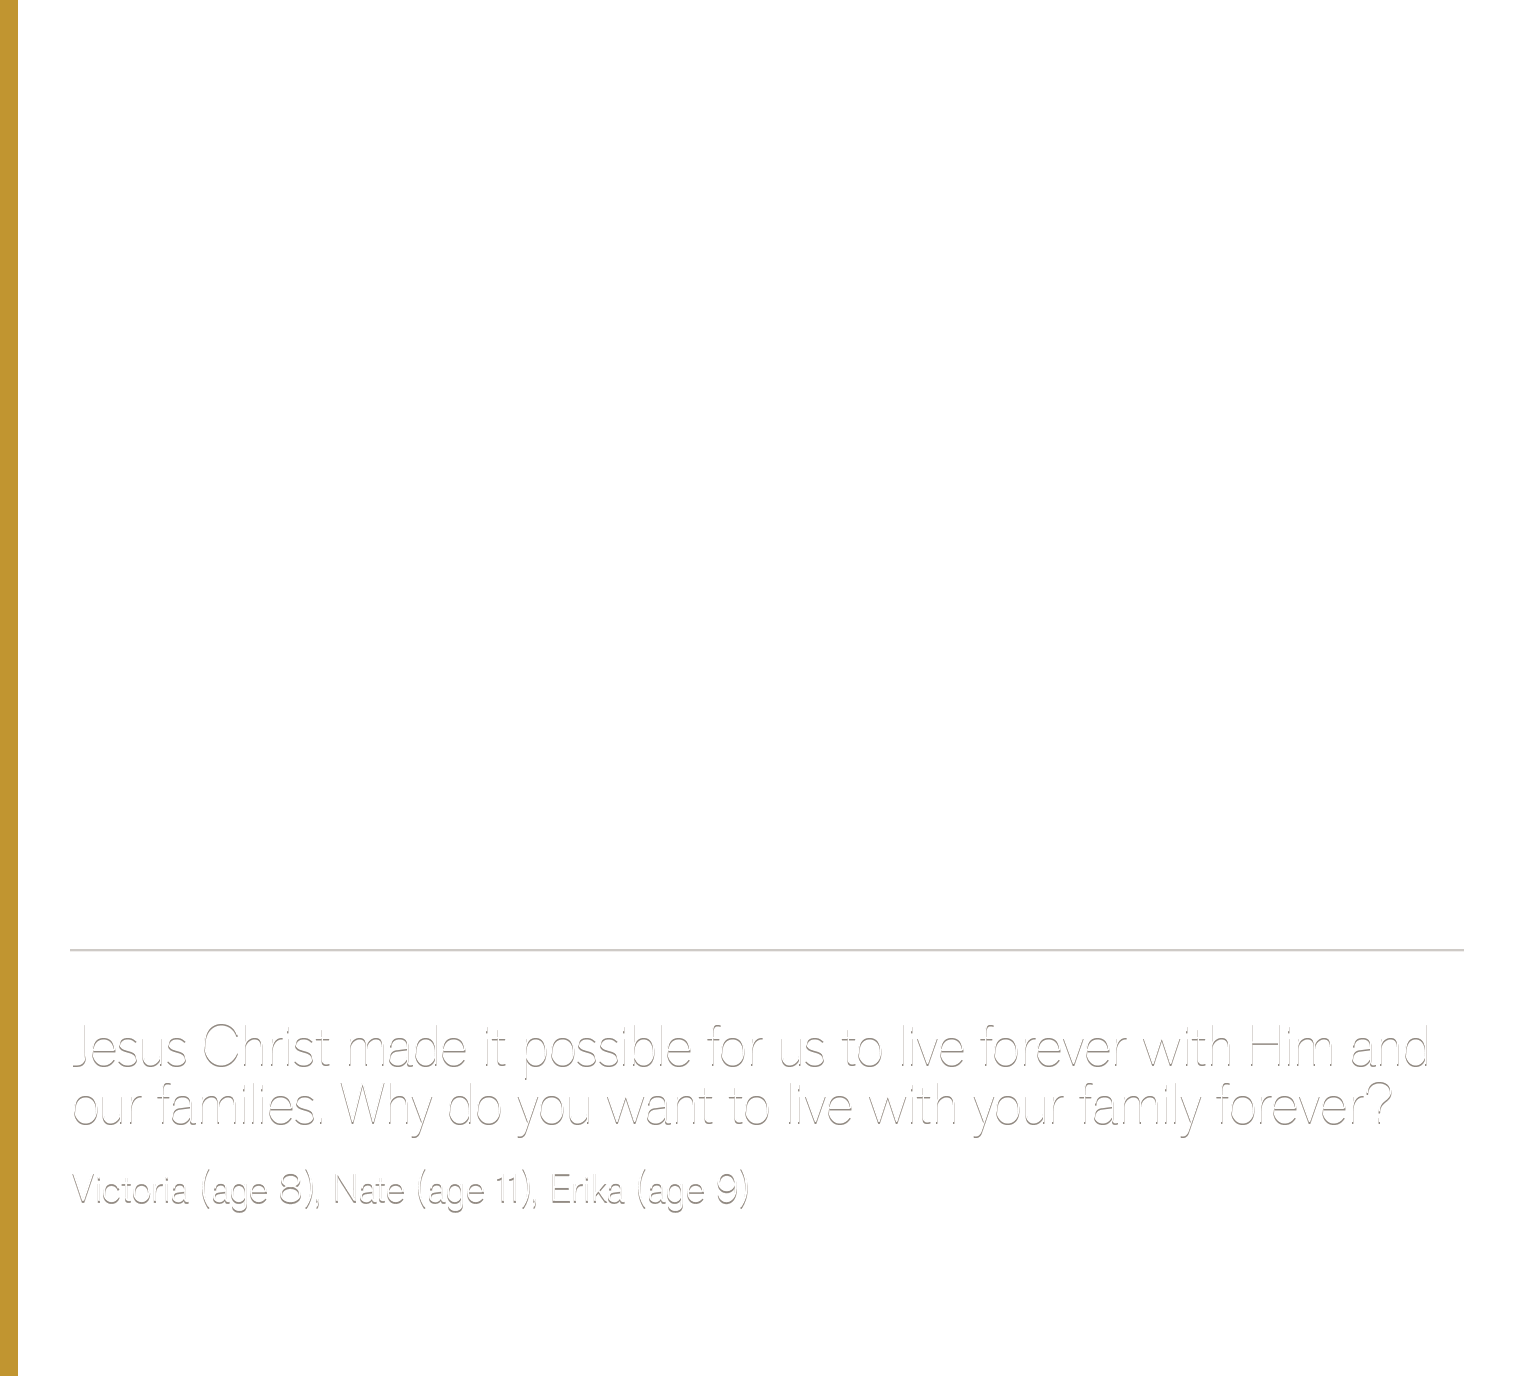 Jesus Christ made it possible for us to live forever with Him and
our families. Why do you want to live with your family forever?
Victoria (age 8), Nate (age 11), Erika (age 9)